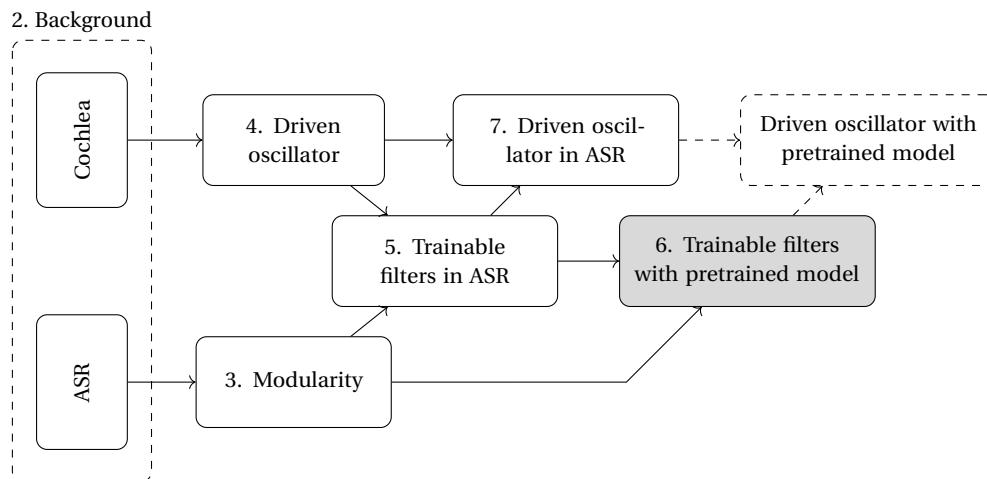 2. Background
Cochlea
4. Driven
oscillator
7. Driven oscil-
lator in ASR
Driven oscillator with
pretrained model
5. Trainable
filters in ASR
6. Trainable filters
with pretrained model
ASR
3. Modularity